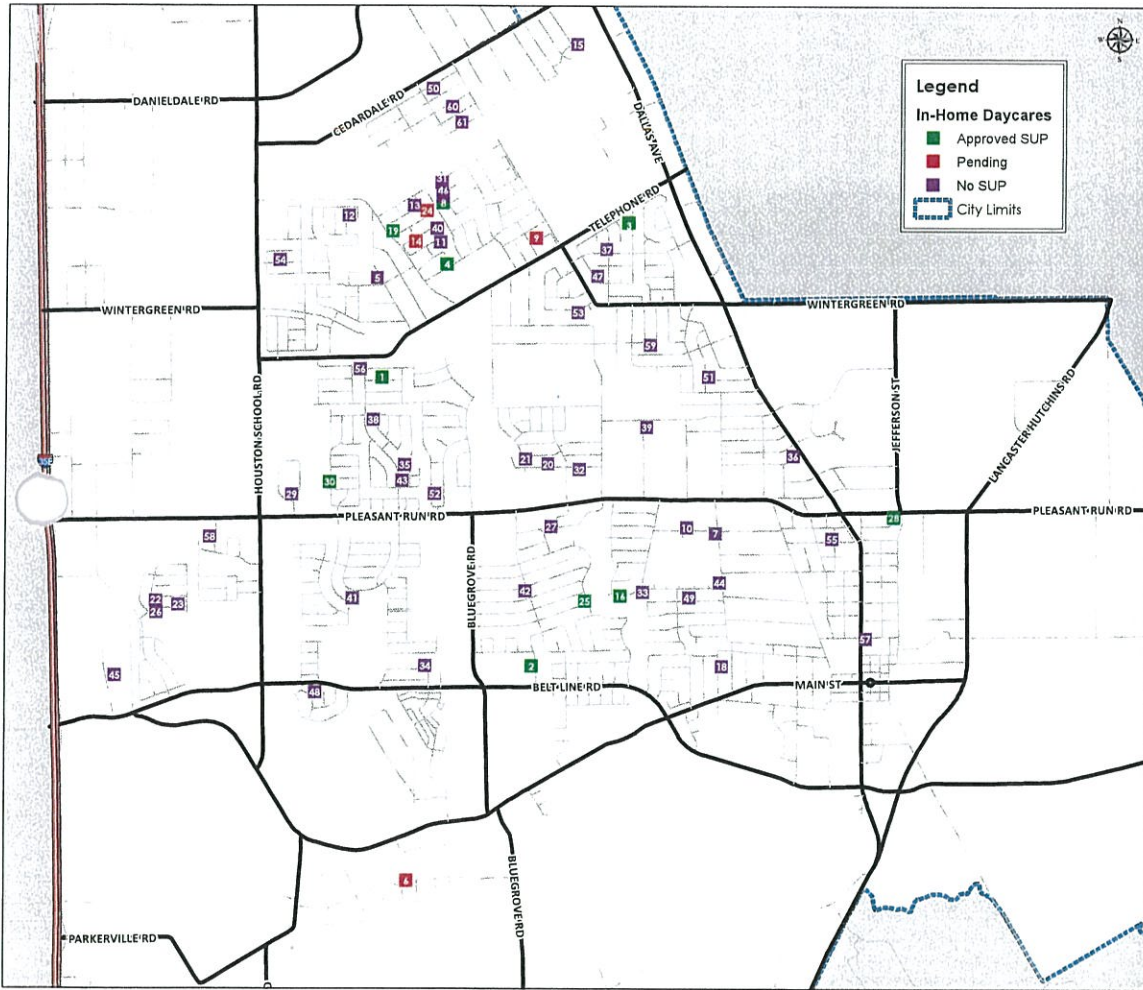 N
W E
S
15
Legend
In-Home Daycares
Approved SUP
Pending
No SUP
City Limits
DANIELDALE RD
CEDARDALE RD
50
60
61
DALLAS AVE
31
46
8
13
24
12
19
40
14
11
9
TELEPHONE RD
3
37
54
5
4
47
WINTERGREEN RD
53
WINTERGREEN RD
59
56
1
51
HOUSTON SCHOOL RD
JEFFERSON ST
LANCASTER HUTCHINS RD
38
39
35
43
21
20
32
36
30
29
52
PLEASANT RUN RD
28
PLEASANT RUN RD
58
27
10
7
55
BLUEGROVE RD
22
26
23
41
42
25
16
33
49
44
57
45
34
2
18
48
BELT LINE RD
MAIN ST
6
BLUEGROVE RD
PARKERVILLE RD